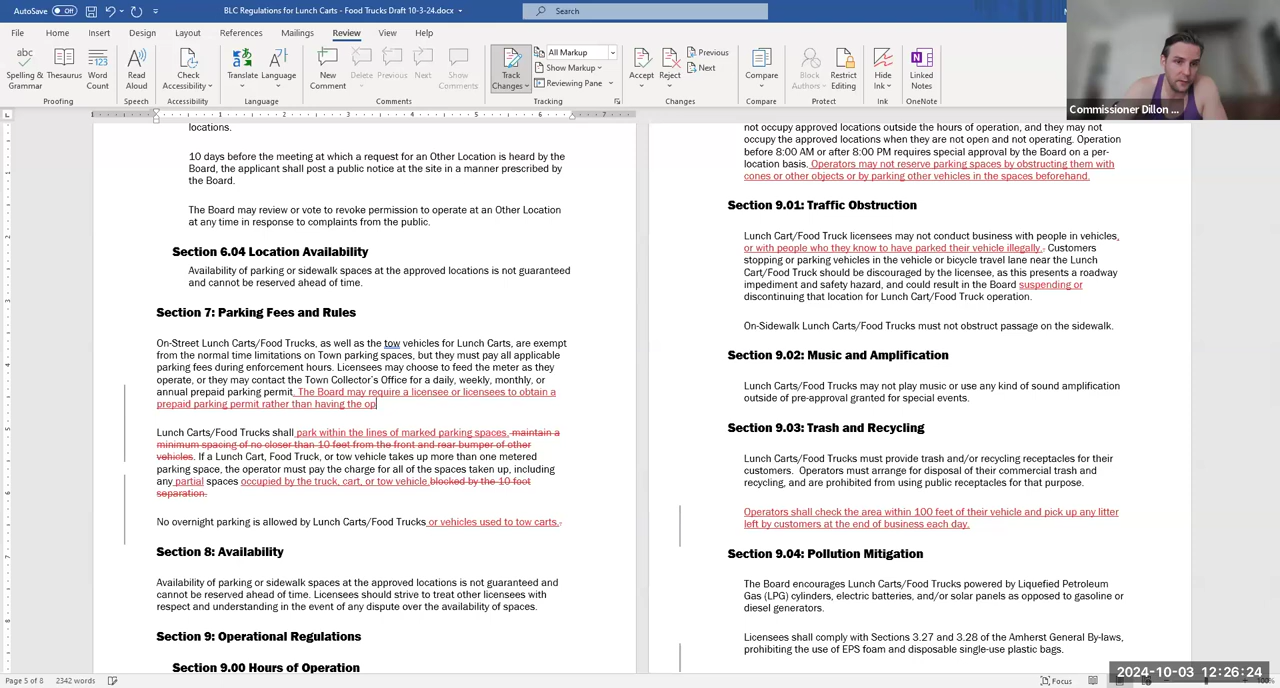 AutoSave Off BLC Regulations for Lunch Carts - Food Trucks Draft 10-3-24.docx Search
File Home Insert Draw Design Layout References Mailings Review View Help
Spelling & Grammar Thesaurus Word Count Read Aloud Check Accessibility Translate Language New Comment Delete Previous Next Show Comments Track Changes All Markup Show Markup Reviewing Pane Accept Reject Previous Next Compare Block Authors Restrict Editing Hide Ink Linked Notes
Proofing Speech Accessibility Language Comments Tracking Changes Compare Protect Ink OneNote
Commissioner Dillon ...
locations.
10 days before the meeting at which a request for an Other Location is heard by the
Board, the applicant shall post a public notice at the site in a manner prescribed by
the Board.
The Board may review or vote to revoke permission to operate at an Other Location
at any time in response to complaints from the public.
Section 6.04 Location Availability
Availability of parking or sidewalk spaces at the approved locations is not guaranteed
and cannot be reserved ahead of time.
Section 7: Parking Fees and Rules
On-Street Lunch Carts/Food Trucks, as well as the tow vehicles for Lunch Carts, are exempt
from the normal time limitations on Town parking spaces, but they must pay all applicable
parking fees during enforcement hours. Licensees may choose to feed the meter as they
operate, or they may contact the Town Collector's Office for a daily, weekly, monthly, or
annual prepaid parking permit. The Board may require a licensee or licensees to obtain a
prepaid parking permit rather than having the op
Lunch Carts/Food Trucks shall park within the lines of marked parking spaces. maintain a
minimum spacing of no closer than 10 feet from the front and rear bumper of other
vehicles. If a Lunch Cart, Food Truck, or tow vehicle takes up more than one metered
parking space, the operator must pay the charge for all of the spaces taken up, including
any partial spaces occupied by the truck, cart, or tow vehicle.blocked by the 10 foot
separation.
No overnight parking is allowed by Lunch Carts/Food Trucks or vehicles used to tow carts..
Section 8: Availability
Availability of parking or sidewalk spaces at the approved locations is not guaranteed and
cannot be reserved ahead of time. Licensees should strive to treat other licensees with
respect and understanding in the event of any dispute over the availability of spaces.
Section 9: Operational Regulations
Section 9.00 Hours of Operation
not occupy approved locations outside the hours of operation, and they may not
occupy the approved locations when they are not open and not operating. Operation
before 8:00 AM or after 8:00 PM requires special approval by the Board on a per-
location basis. Operators may not reserve parking spaces by obstructing them with
cones or other objects or by parking other vehicles in the spaces beforehand.
Section 9.01: Traffic Obstruction
Lunch Cart/Food Truck licensees may not conduct business with people in vehicles,
or with people who they know to have parked their vehicle illegally.. Customers
stopping or parking vehicles in the vehicle or bicycle travel lane near the Lunch
Cart/Food Truck should be discouraged by the licensee, as this presents a roadway
impediment and safety hazard, and could result in the Board suspending or
discontinuing that location for Lunch Cart/Food Truck operation.
On-Sidewalk Lunch Carts/Food Trucks must not obstruct passage on the sidewalk.
Section 9.02: Music and Amplification
Lunch Carts/Food Trucks may not play music or use any kind of sound amplification
outside of pre-approval granted for special events.
Section 9.03: Trash and Recycling
Lunch Carts/Food Trucks must provide trash and/or recycling receptacles for their
customers. Operators must arrange for disposal of their commercial trash and
recycling, and are prohibited from using public receptacles for that purpose.
Operators shall check the area within 100 feet of their vehicle and pick up any litter
left by customers at the end of business each day.
Section 9.04: Pollution Mitigation
The Board encourages Lunch Carts/Food Trucks powered by Liquefied Petroleum
Gas (LPG) cylinders, electric batteries, and/or solar panels as opposed to gasoline or
diesel generators.
Licensees shall comply with Sections 3.27 and 3.28 of the Amherst General By-laws,
prohibiting the use of EPS foam and disposable single-use plastic bags.
Page 5 of 8 2342 words Focus
2024-10-03 12:26:24